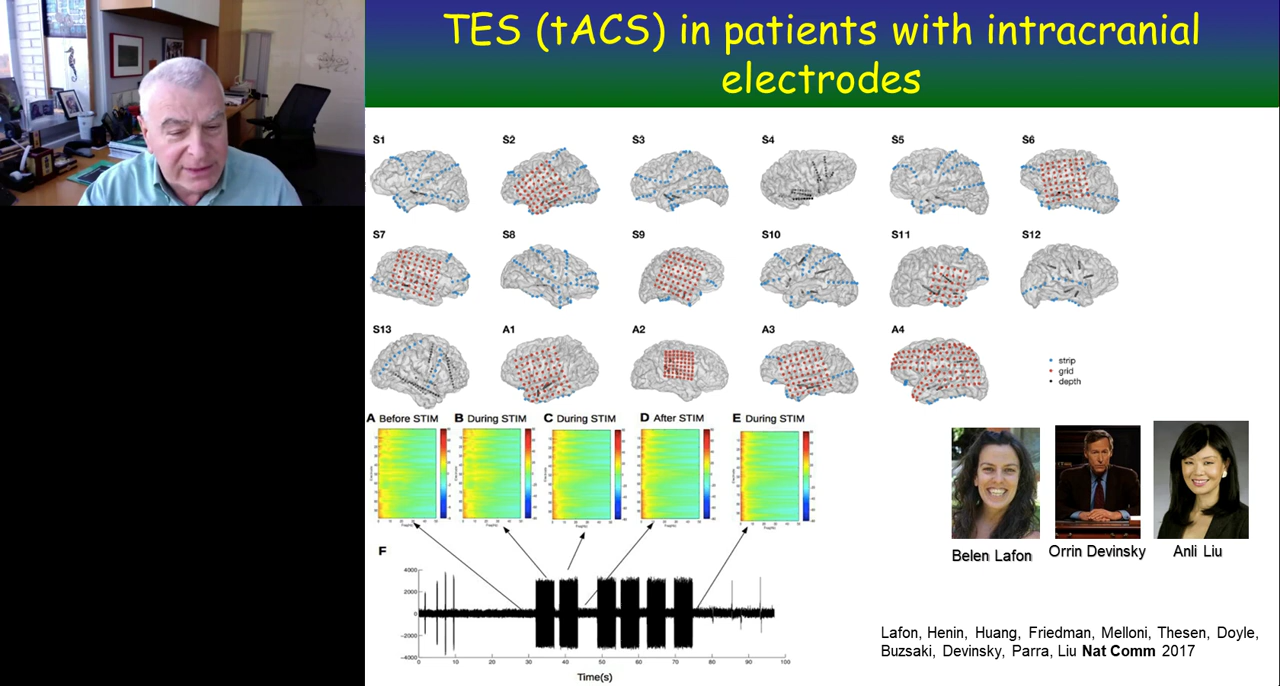 TES (tACS) in patients with intracranial
electrodes
S1 S2 S3 S4 S5 S6
S7 S8 S9 S10 S11 S12
S13 A1 A2 A3 A4
strip
grid
depth
A Before STIM B During STIM C During STIM D After STIM E During STIM
Belen Lafon Orrin Devinsky Anli Liu
F
4000
2000
0
−2000
−4000
0 10 20 30 40 50 60 70 80 90 100
Time(s)
Lafon, Henin, Huang, Friedman, Melloni, Thesen, Doyle,
Buzsaki, Devinsky, Parra, Liu Nat Comm 2017